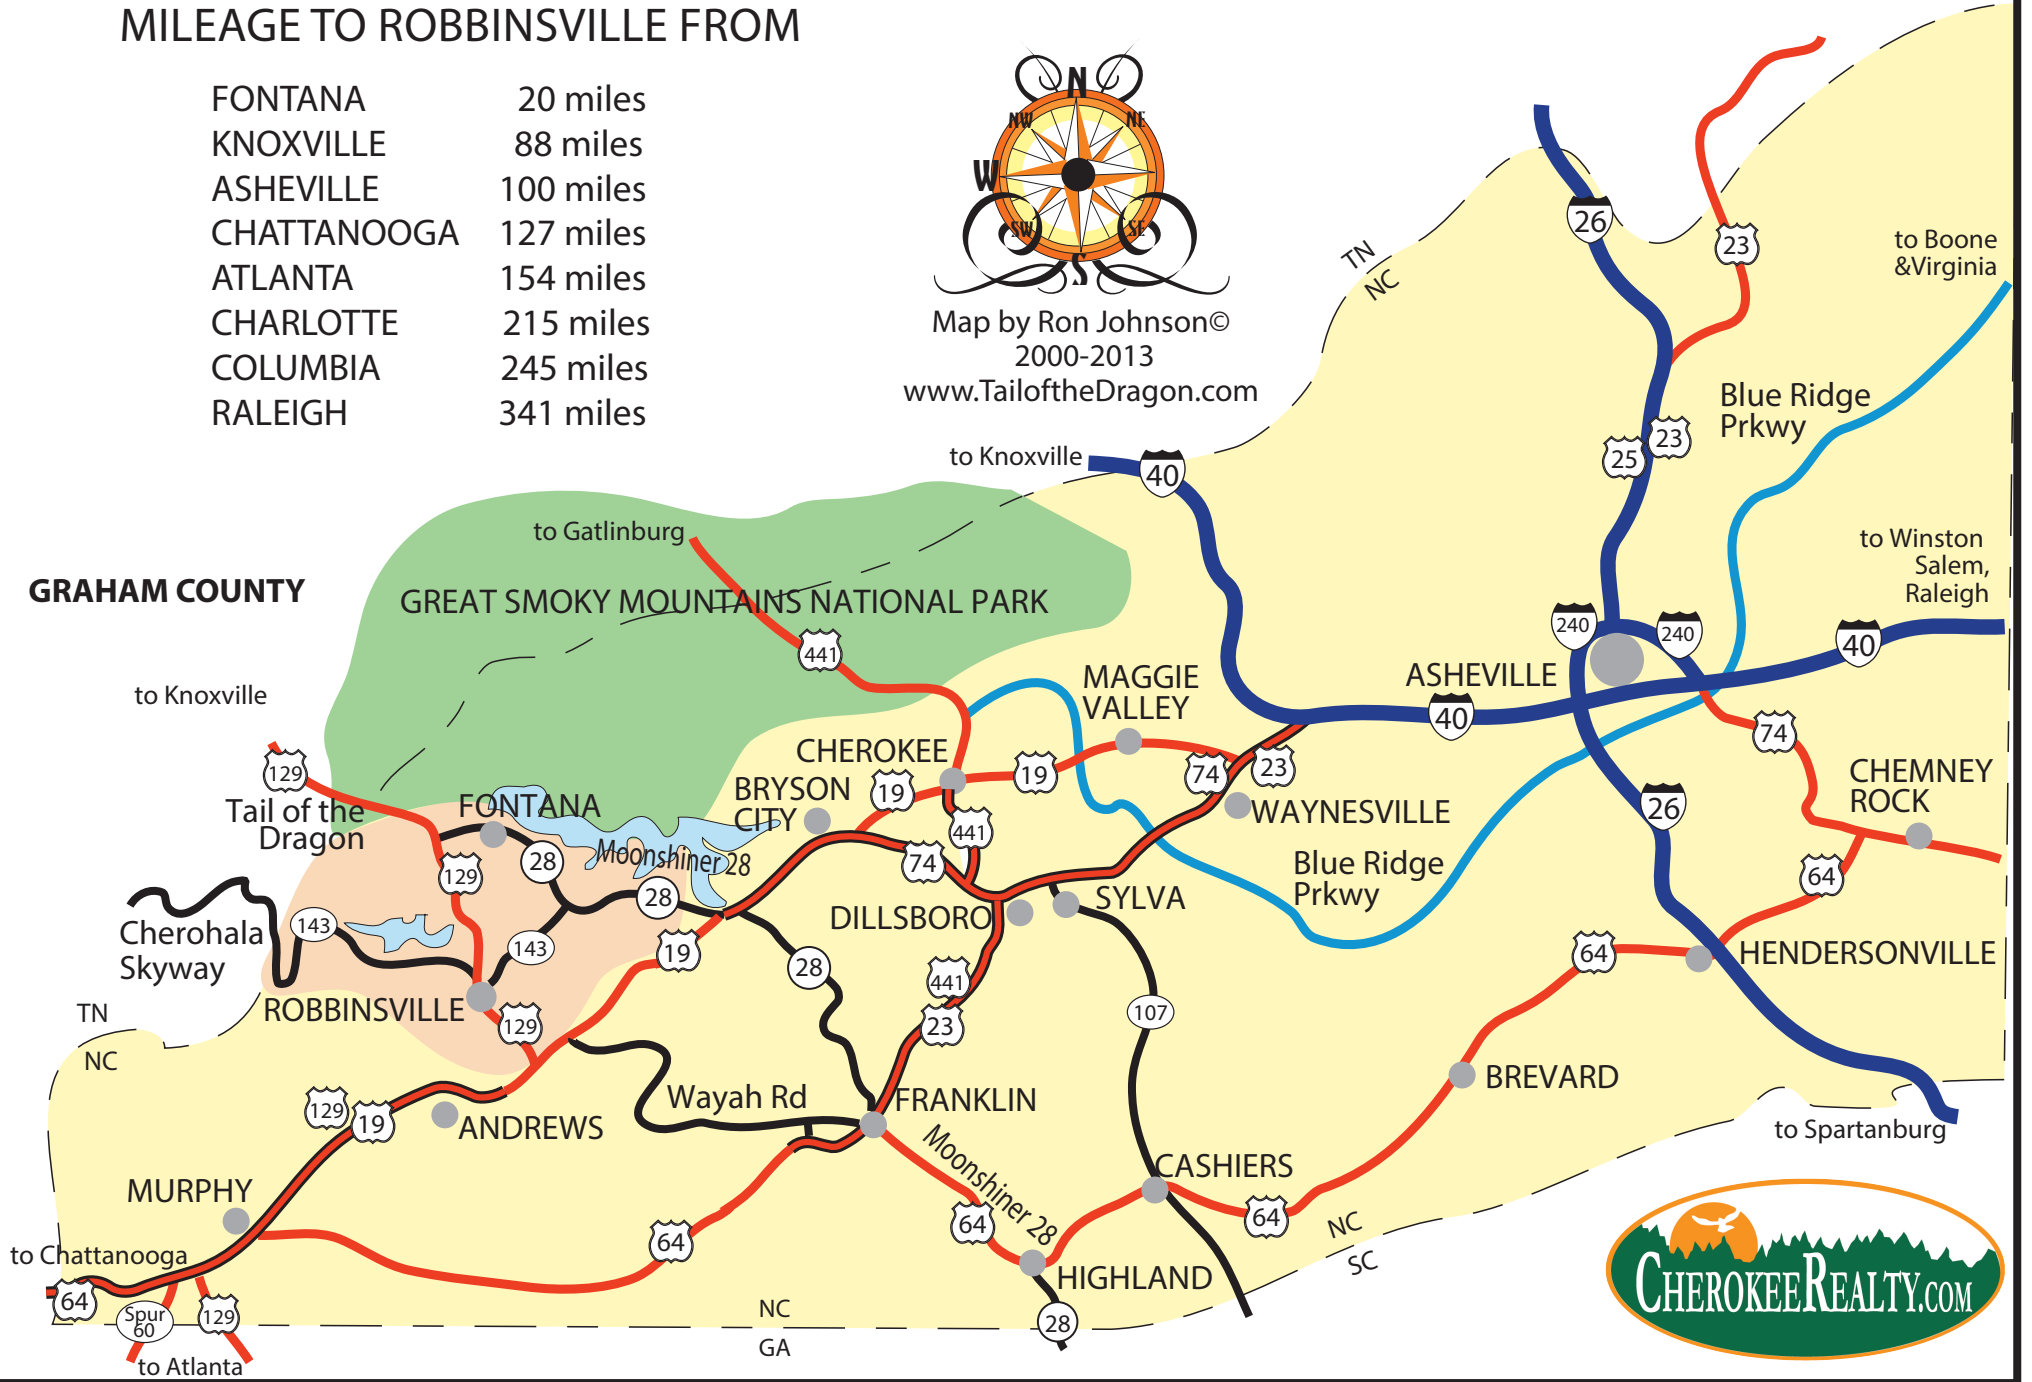 MILEAGE TO ROBBINSVILLE FROM
FONTANA 20 miles
KNOXVILLE 88 miles
ASHEVILLE 100 miles
CHATTANOOGA 127 miles
ATLANTA 154 miles
CHARLOTTE 215 miles
COLUMBIA 245 miles
RALEIGH 341 miles
N
NW
NE
W
SW
SE
S
Map by Ron Johnson©
2000-2013
www.TailoftheDragon.com
26
23
to Boone
&Virginia
TN
NC
Blue Ridge
Prkwy
23
25
to Knoxville
40
to Gatlinburg
to Winston
Salem,
Raleigh
GRAHAM COUNTY
GREAT SMOKY MOUNTAINS NATIONAL PARK
441
240
240
40
to Knoxville
MAGGIE
VALLEY
ASHEVILLE
40
74
129
CHEROKEE
19
19
74
23
CHEMNEY
ROCK
Tail of the
Dragon
FONTANA
BRYSON
CITY
WAYNESVILLE
26
441
28
Moonshiner 28
74
129
Blue Ridge
Prkwy
64
28
DILLSBORO
SYLVA
143
Cherohala
Skyway
143
19
64
HENDERSONVILLE
28
441
ROBBINSVILLE
129
23
107
TN
NC
129
19
Wayah Rd
FRANKLIN
BREVARD
ANDREWS
to Spartanburg
Moonshiner 28
CASHIERS
MURPHY
64
64
64
NC
SC
to Chattanooga
HIGHLAND
64
Spur
60
129
NC
GA
28
to Atlanta
CHEROKEEREALTY.COM